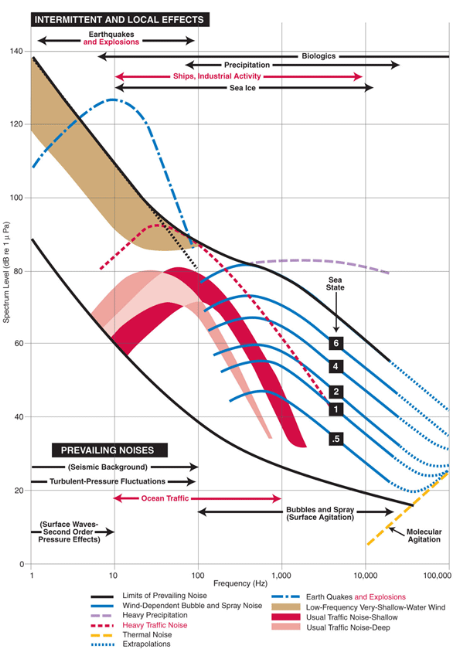 INTERMITTENT AND LOCAL EFFECTS
Earthquakes
and Explosions
Biologics
Precipitation
Ships, Industrial Activity
Sea Ice
140
120
100
80
60
40
20
0
Spectrum Level (dB re 1 μ Pa)
Sea
State
6
4
2
1
.5
PREVAILING NOISES
(Seismic Background)
Turbulent-Pressure Fluctuations
Ocean Traffic
Bubbles and Spray
(Surface Agitation)
(Surface Waves-
Second Order
Pressure Effects)
Molecular
Agitation
1
10
100
1,000
10,000
100,000
Frequency (Hz)
Limits of Prevailing Noise
Wind-Dependent Bubble and Spray Noise
Heavy Precipitation
Heavy Traffic Noise
Thermal Noise
Extrapolations
Earth Quakes and Explosions
Low-Frequency Very-Shallow-Water Wind
Usual Traffic Noise-Shallow
Usual Traffic Noise-Deep